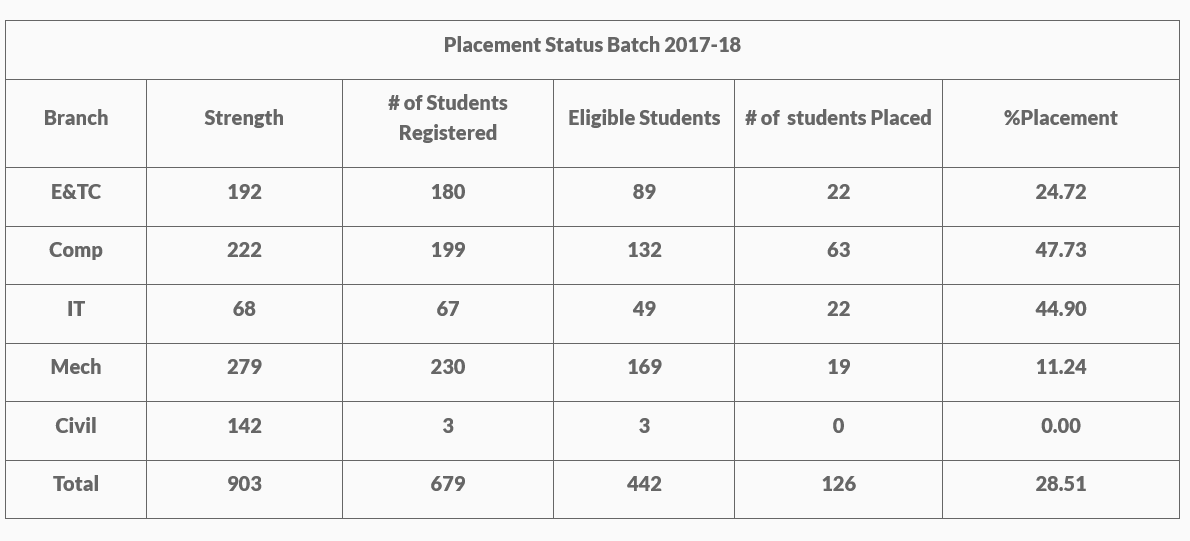 Placement Status Batch 2017-18
Branch Strength # of Students Registered Eligible Students # of students Placed %Placement
E&TC 192 180 89 22 24.72
Comp 222 199 132 63 47.73
IT 68 67 49 22 44.90
Mech 279 230 169 19 11.24
Civil 142 3 3 0 0.00
Total 903 679 442 126 28.51